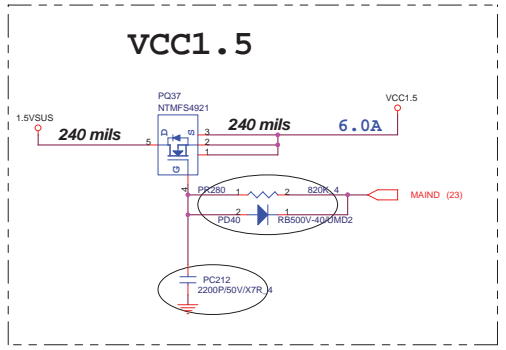 VCC1.5
PQ37
NTMFS4921
VCC1.5
1.5VSUS
240 mils
5
D
S
G
3
2
1
240 mils
6.0A
4
PR280
1
2
820K_4
MAIND (23)
2
1
PD40
RB500V-40/UMD2
PC212
2200P/50V/X7R_4